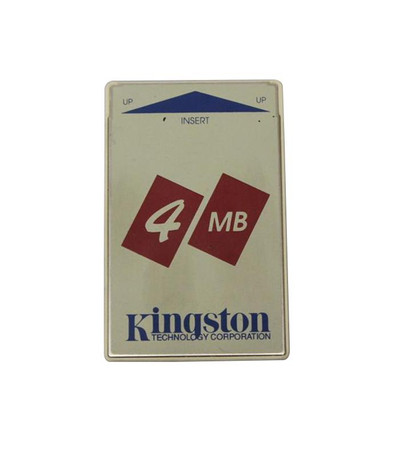 UP UP
INSERT
4 MB
Kingston
TECHNOLOGY CORPORATION